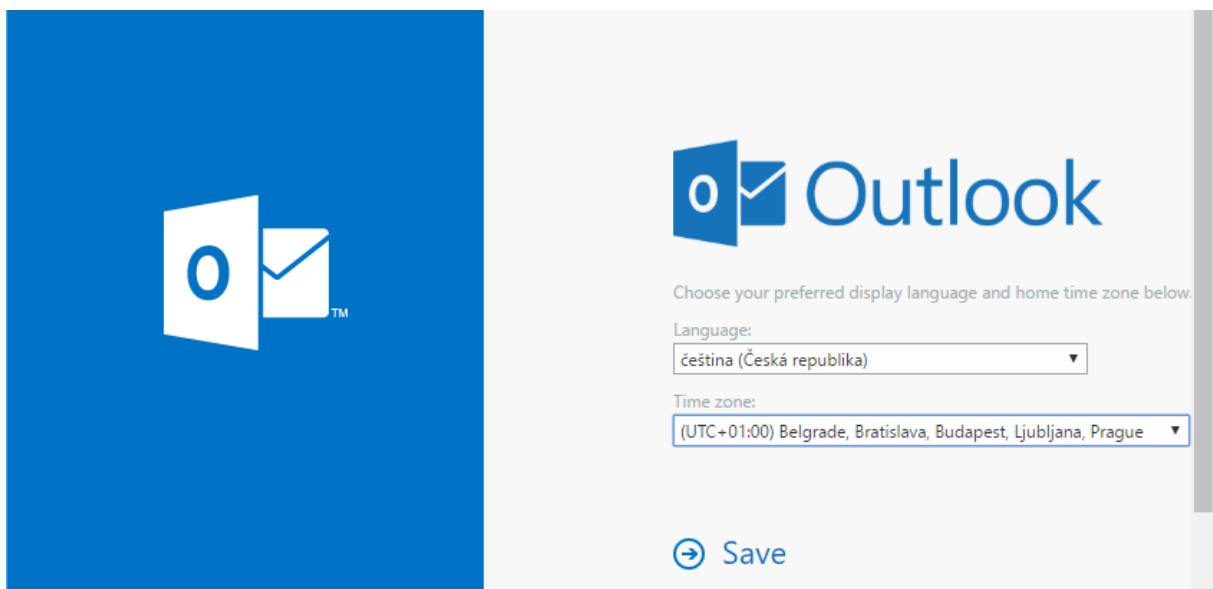 O
TM
O Outlook
Choose your preferred display language and home time zone below.
Language:
čeština (Česká republika)
Time zone:
(UTC+01:00) Belgrade, Bratislava, Budapest, Ljubljana, Prague
Save